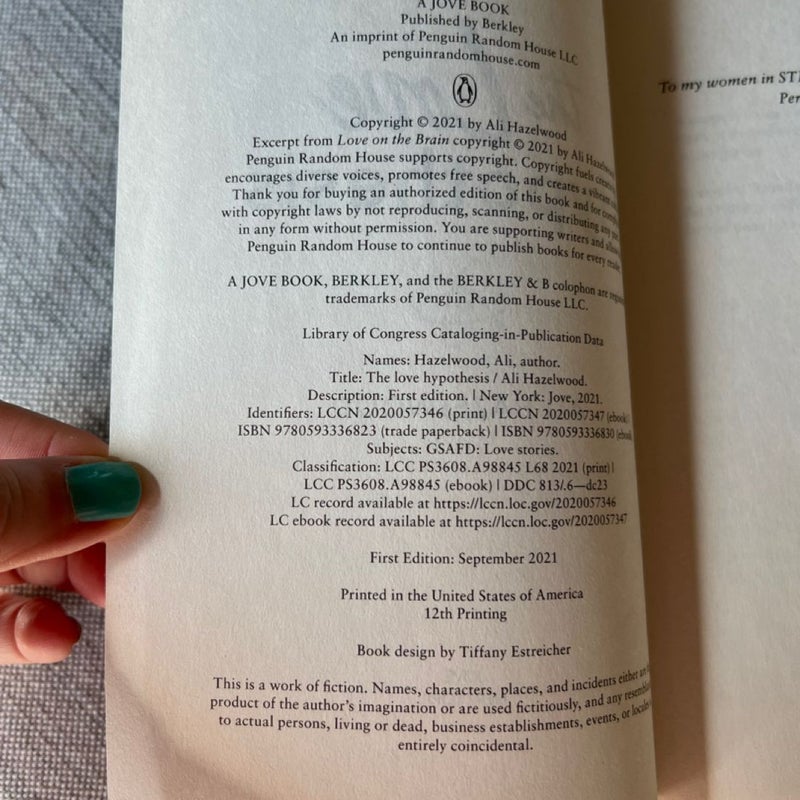 A JOVE BOOK
Published by Berkley
An imprint of Penguin Random House LLC
penguinrandomhouse.com
Copyright © 2021 by Ali Hazelwood
Excerpt from Love on the Brain copyright © 2021 by Ali Hazelwood
Penguin Random House supports copyright. Copyright fuels
encourages diverse voices, promotes free speech, and creates a vibrant
Thank you for buying an authorized edition of this book and for
with copyright laws by not reproducing, scanning, or distributing any
in any form without permission. You are supporting writers and
Penguin Random House to continue to publish books for every
A JOVE BOOK, BERKLEY, and the BERKLEY & B colophon are
trademarks of Penguin Random House LLC.
Library of Congress Cataloging-in-Publication Data
Names: Hazelwood, Ali, author.
Title: The love hypothesis / Ali Hazelwood.
Description: First edition. | New York: Jove, 2021.
Identifiers: LCCN 2020057346 (print) | LCCN 2020057347 (ebook)
ISBN 9780593336823 (trade paperback) | ISBN 9780593336830 (ebook)
Subjects: GSAFD: Love stories.
Classification: LCC PS3608.A98845 L68 2021 (print) |
LCC PS3608.A98845 (ebook) | DDC 813/.6—dc23
LC record available at https://lccn.loc.gov/2020057346
LC ebook record available at https://lccn.loc.gov/2020057347
First Edition: September 2021
Printed in the United States of America
12th Printing
Book design by Tiffany Estreicher
This is a work of fiction. Names, characters, places, and incidents either
product of the author's imagination or are used fictitiously, and any
to actual persons, living or dead, business establishments, events, or
entirely coincidental.
To my women in